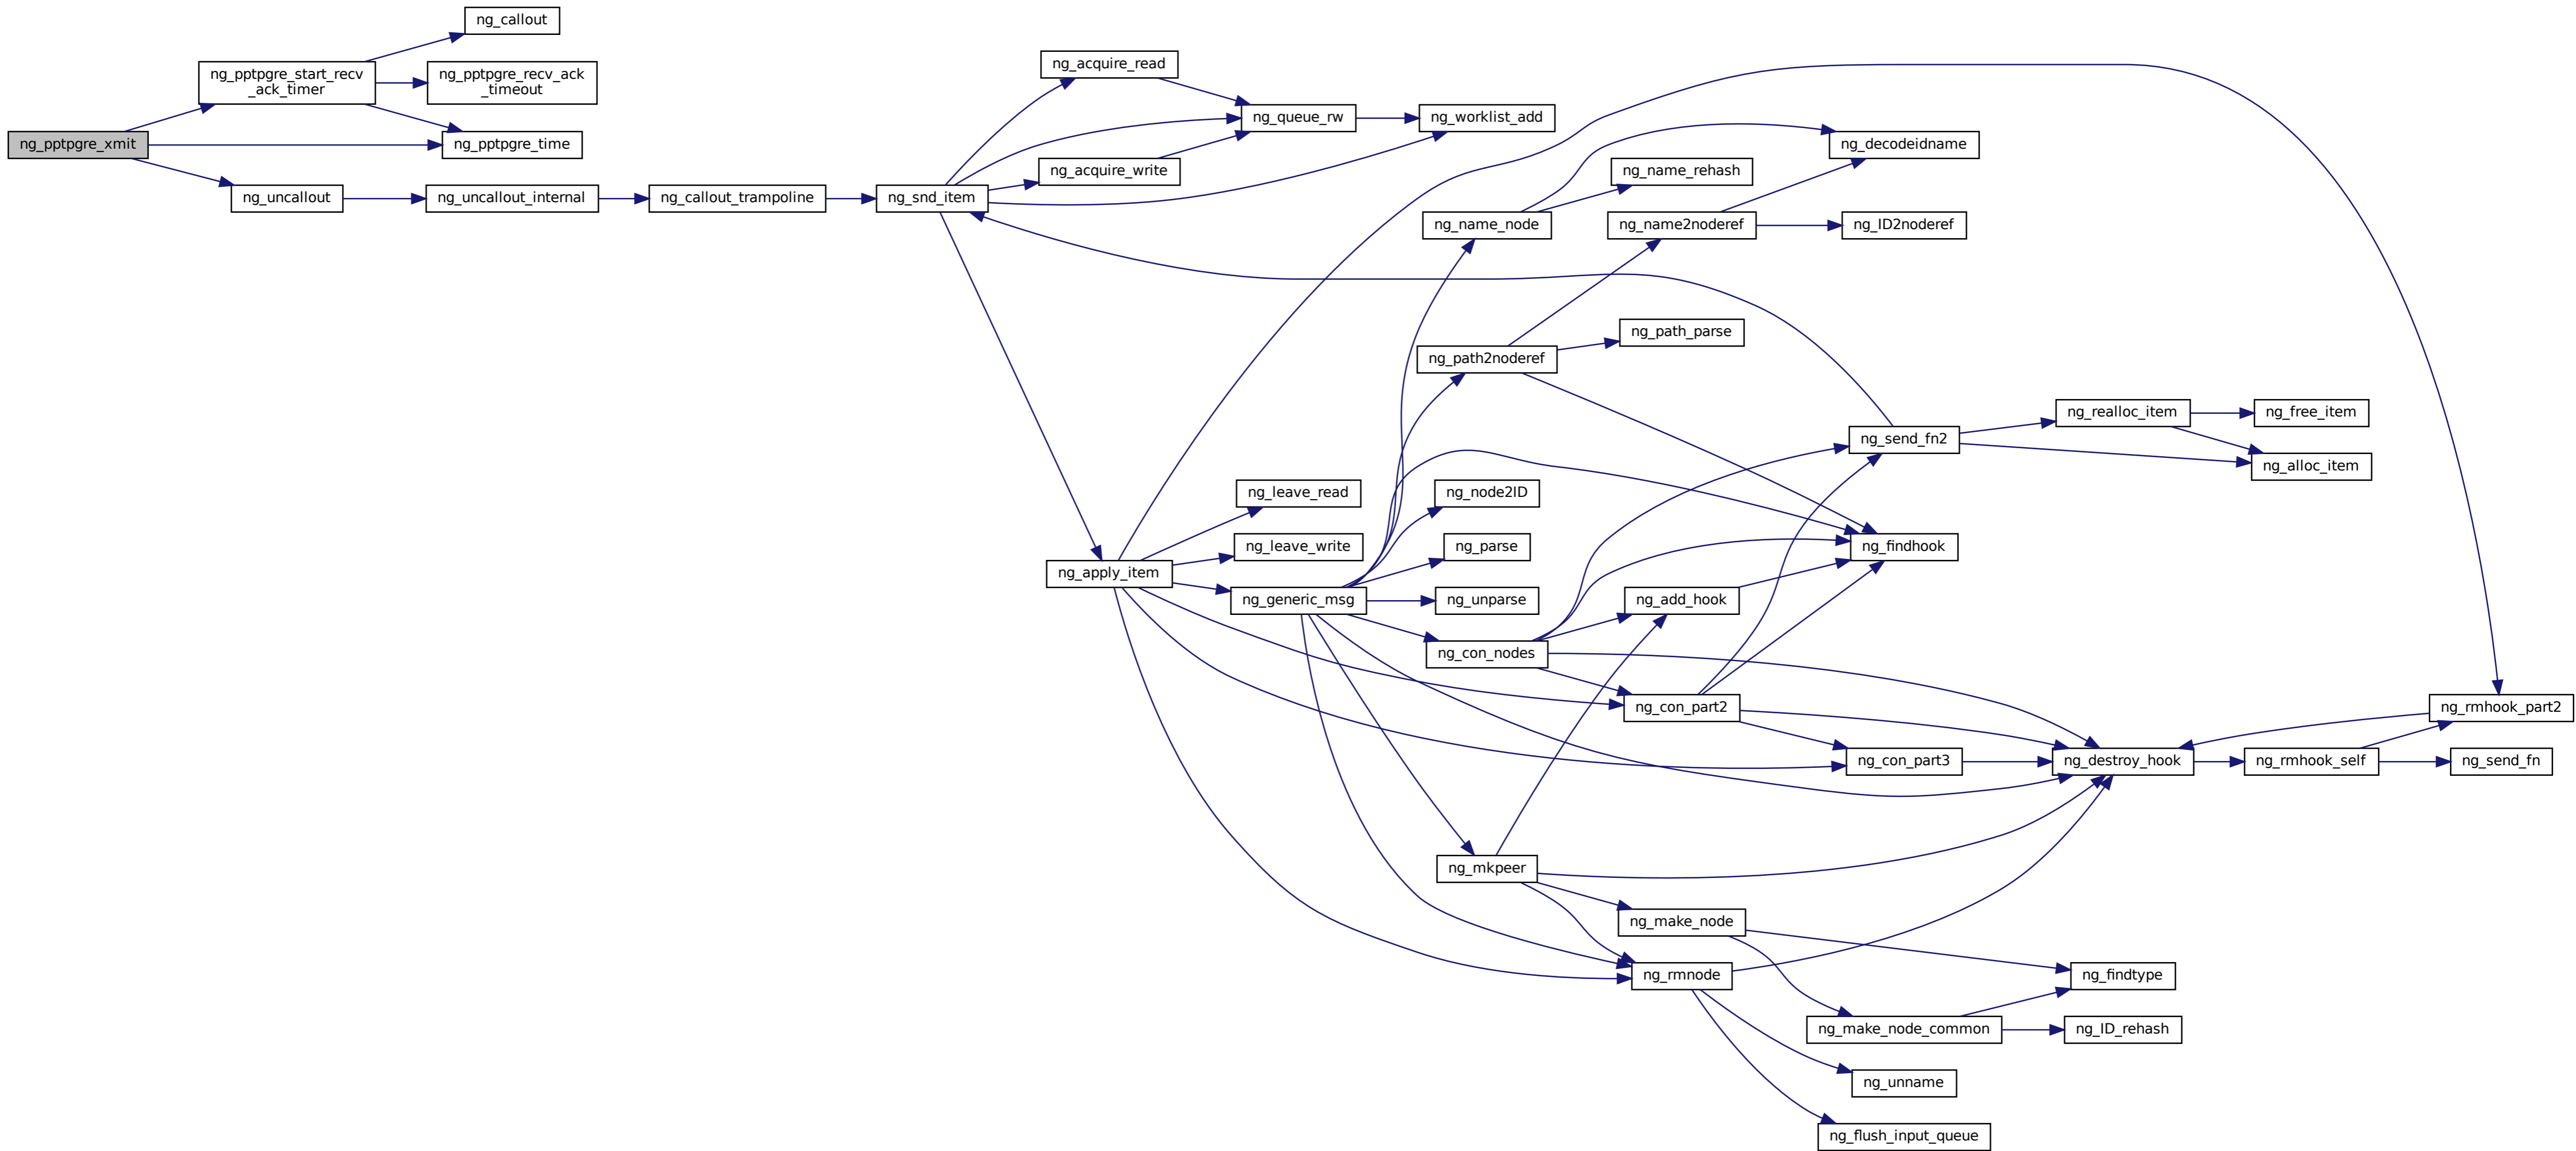 ng_pptpgre_xmit
ng_pptpgre_start_recv
_ack_timer
ng_callout
ng_pptpgre_recv_ack
_timeout
ng_pptpgre_time
ng_uncallout
ng_uncallout_internal
ng_callout_trampoline
ng_snd_item
ng_acquire_read
ng_queue_rw
ng_worklist_add
ng_acquire_write
ng_apply_item
ng_leave_read
ng_leave_write
ng_generic_msg
ng_name_node
ng_name_rehash
ng_decodeidname
ng_name2noderef
ng_ID2noderef
ng_path2noderef
ng_path_parse
ng_node2ID
ng_parse
ng_unparse
ng_con_nodes
ng_send_fn2
ng_realloc_item
ng_free_item
ng_alloc_item
ng_findhook
ng_add_hook
ng_con_part2
ng_con_part3
ng_destroy_hook
ng_rmhook_self
ng_rmhook_part2
ng_send_fn
ng_mkpeer
ng_make_node
ng_rmnode
ng_findtype
ng_make_node_common
ng_ID_rehash
ng_unname
ng_flush_input_queue